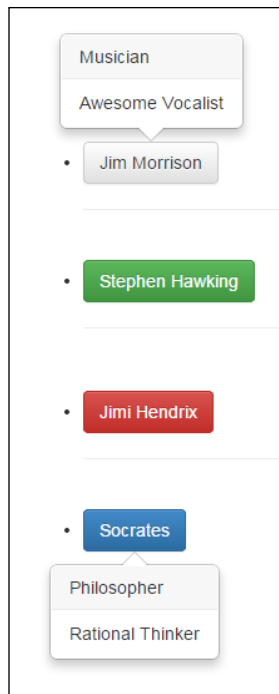 Musician
Awesome Vocalist
Jim Morrison
Stephen Hawking
Jimi Hendrix
Socrates
Philosopher
Rational Thinker